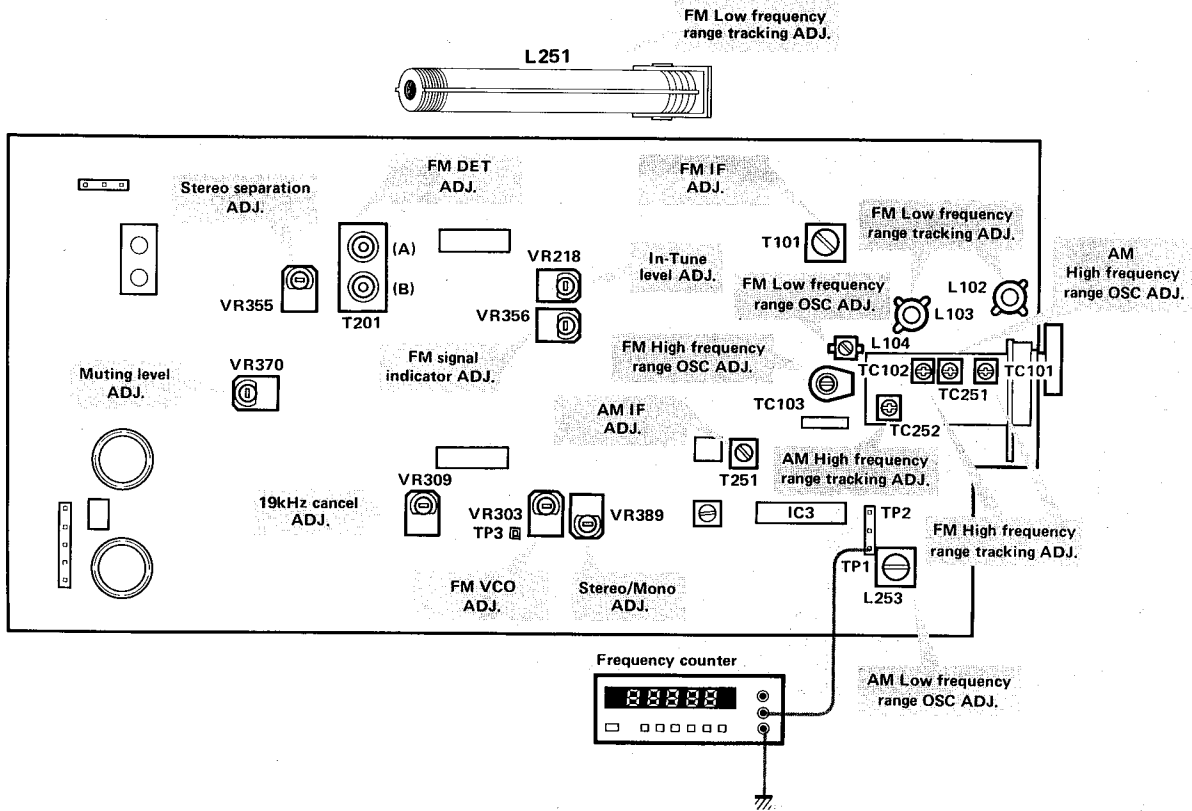 FM Low frequency
range tracking ADJ.
L251
FM DET
ADJ.
FM IF
ADJ.
Stereo separation
ADJ.
FM Low frequency
range tracking ADJ.
(A)
(B)
T201
VR355
VR218
VR356
In-Tune
level ADJ.
T101
AM
High frequency
range OSC ADJ.
FM Low frequency
range OSC ADJ.
L102
L103
L104
FM signal
indicator ADJ.
FM High frequency
range OSC ADJ.
Muting level
ADJ.
VR370
TC102
TC101
TC251
TC103
TC252
AM IF
ADJ.
T251
AM High frequency
range tracking ADJ.
19kHz cancel
ADJ.
VR309
VR303
TP3
VR389
IC3
TP2
FM High frequency
range tracking ADJ.
TP1
L253
FM VCO
ADJ.
Stereo/Mono
ADJ.
Frequency counter
88888
AM Low frequency
range OSC ADJ.